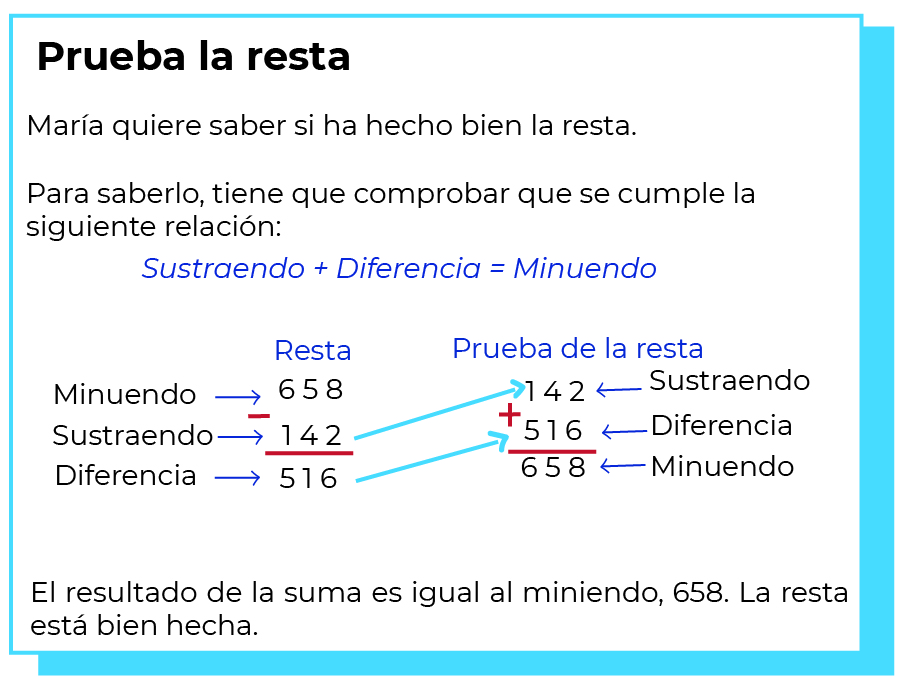 Prueba la resta
María quiere saber si ha hecho bien la resta.
Para saberlo, tiene que comprobar que se cumple la
siguiente relación:
Sustraendo + Diferencia = Minuendo
Resta
Minuendo 658
−
Sustraendo 142
Diferencia 516
Prueba de la resta
142 Sustraendo
+
516 Diferencia
658 Minuendo
El resultado de la suma es igual al miniendo, 658. La resta
está bien hecha.